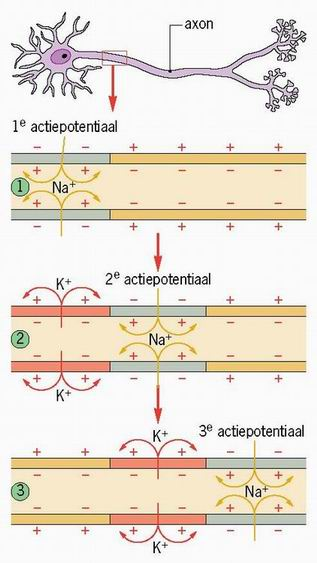 axon
1e actiepotentiaal
- - + + + +
+ +
1 Na+
+ + - - - -
- - + + + +
K+ 2e actiepotentiaal
+ + - - + +
- - + + - -
2 Na+
- - + + - -
+ + - - + +
K+
K+ 3e actiepotentiaal
+ + + + - -
- - - - + +
3 Na+
- - - - + +
+ + + + - -
K+